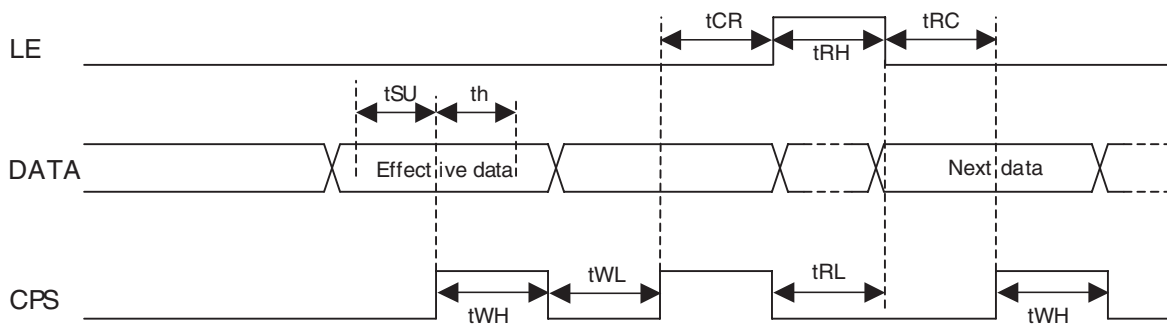 tCR
tRC
LE
tRH
tSU
th
DATA
Effective data
Next data
tWL
tRL
CPS
tWH
tWH